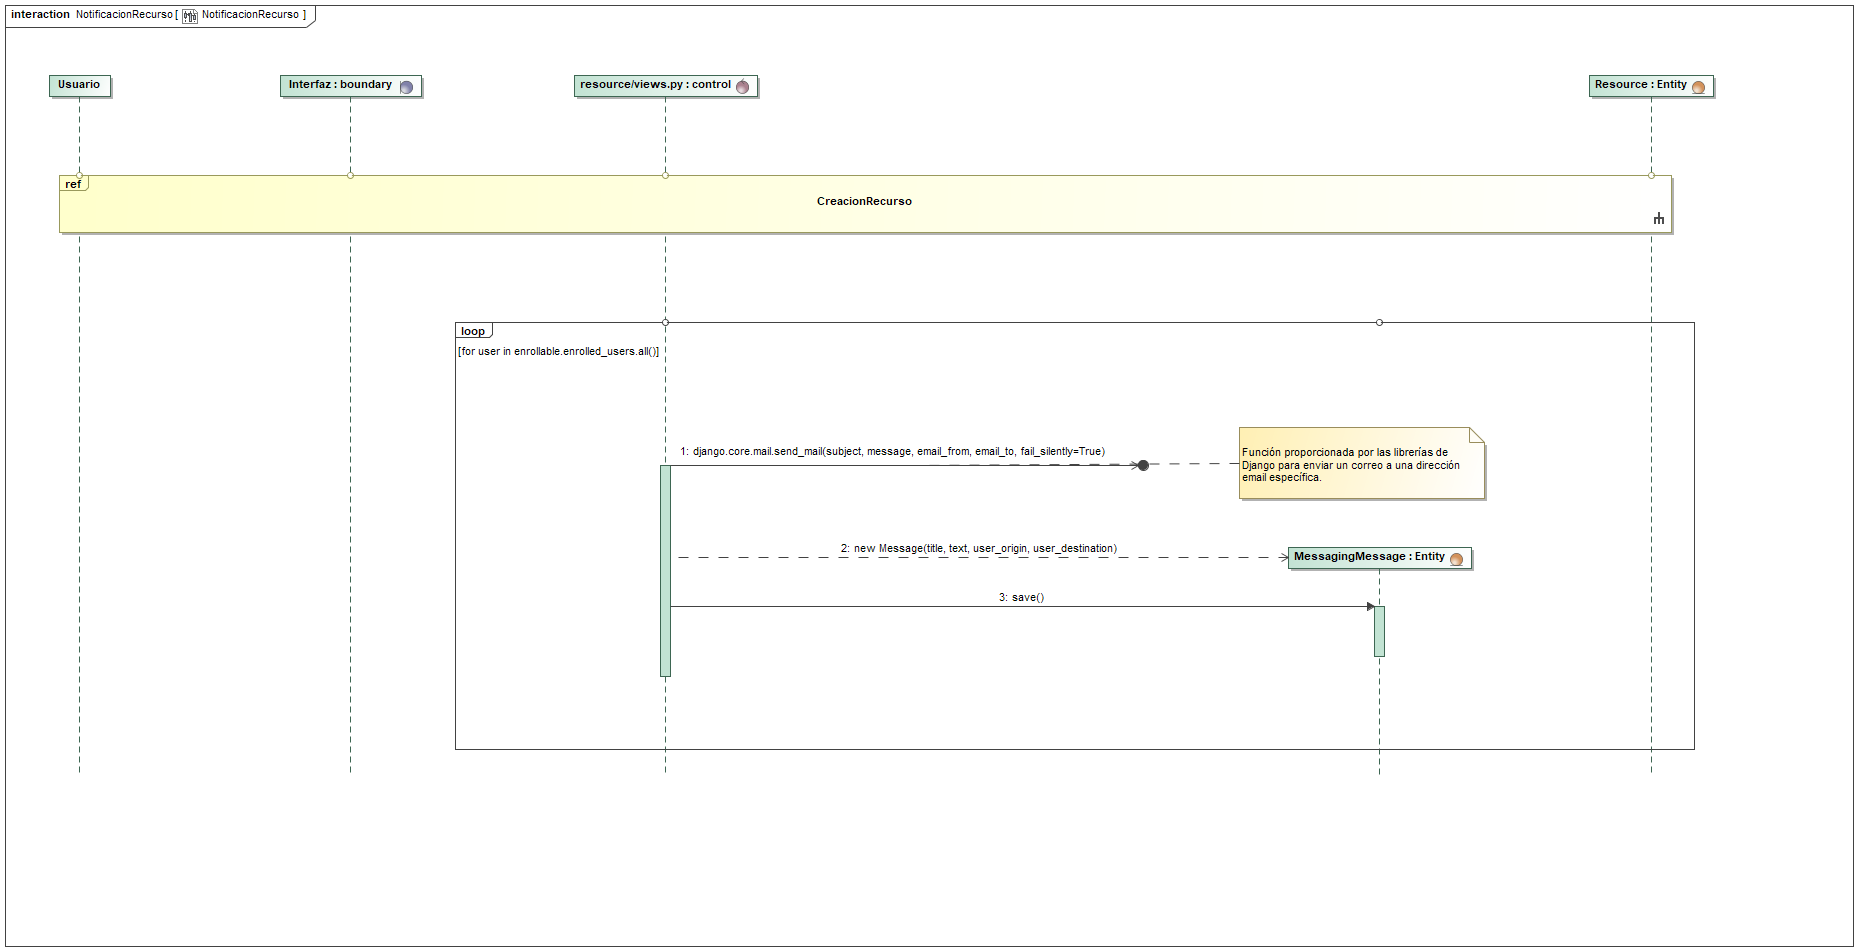 interaction NotificacionRecurso [ NotificacionRecurso ]
Usuario
Interfaz : boundary
resource/views.py : control
Resource : Entity
ref
CreacionRecurso
loop
[for user in enrollable.enrolled_users.all()]
1: django.core.mail.send_mail(subject, message, email_from, email_to, fail_silently=True)
Función proporcionada por las librerías de
Django para enviar un correo a una dirección
email específica.
2: new Message(title, text, user_origin, user_destination)
MessagingMessage : Entity
3: save()